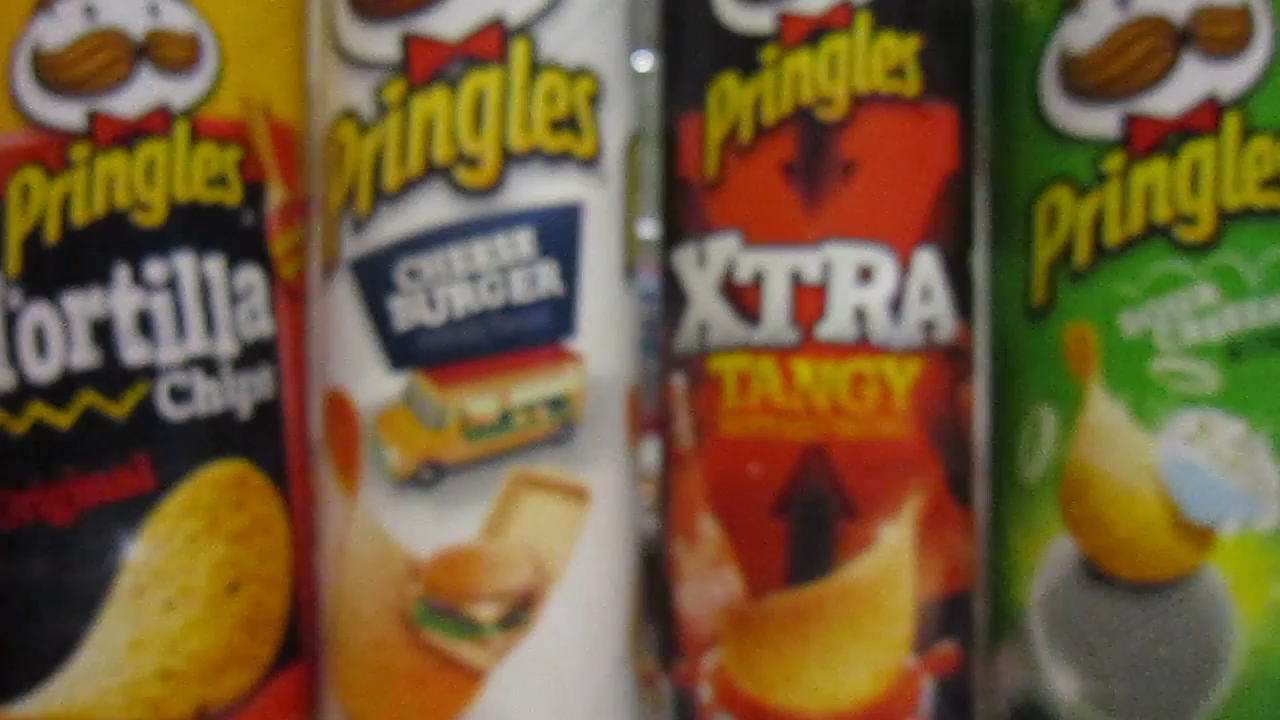 Pringles
Tortilla
Chips
Original
Pringles
CHEESE
BURGER
Pringles
XTRA
TANGY
Pringles